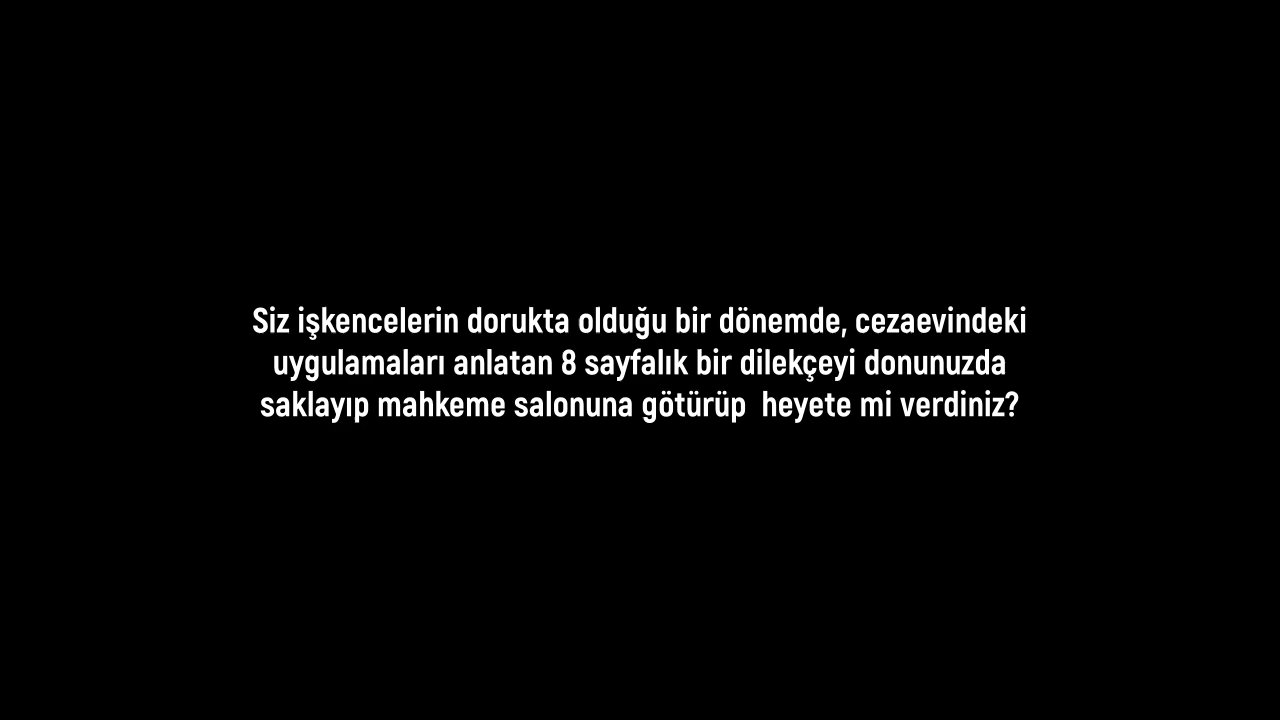 Siz işkencelerin dorukta olduğu bir dönemde, cezaevindeki
uygulamaları anlatan 8 sayfalık bir dilekçeyi donunuzda
saklayıp mahkeme salonuna götürüp  heyete mi verdiniz?